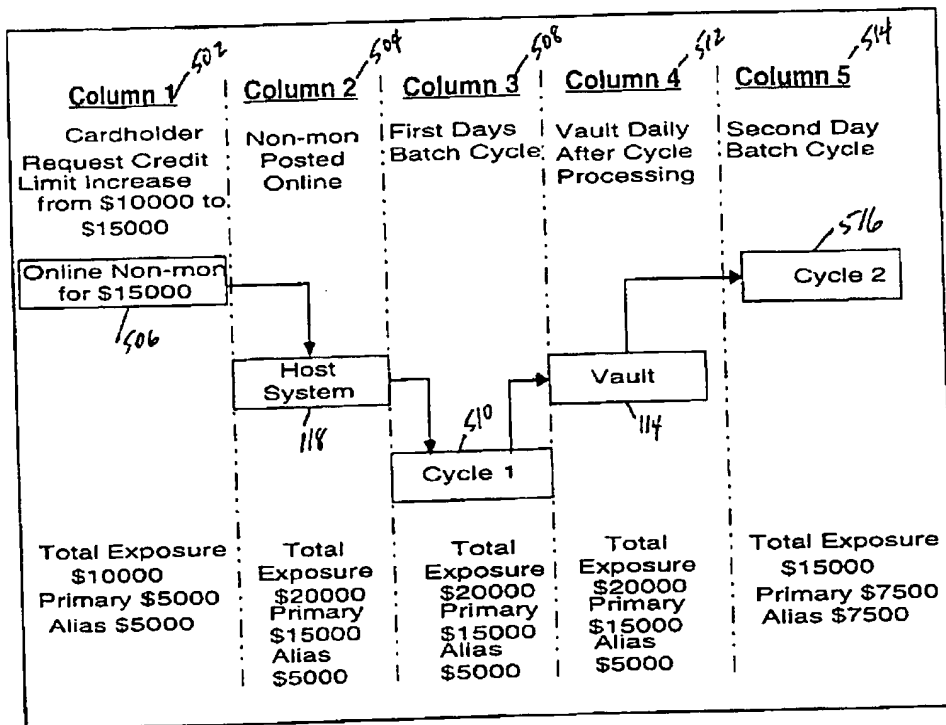 502
504
508
512
514
Column 1
Column 2
Column 3
Column 4
Column 5
Cardholder
Request Credit
Limit Increase
from $10000 to
$15000
Non-mon
Posted
Online
First Days
Batch Cycle
Vault Daily
After Cycle
Processing
Second Day
Batch Cycle
Online Non-mon
for $15000
506
Host
System
118
510
Cycle 1
Vault
114
516
Cycle 2
Total Exposure
$10000
Primary $5000
Alias $5000
Total
Exposure
$20000
Primary
$15000
Alias
$5000
Total
Exposure
$20000
Primary
$15000
Alias
$5000
Total
Exposure
$20000
Primary
$15000
Alias
$5000
Total Exposure
$15000
Primary $7500
Alias $7500